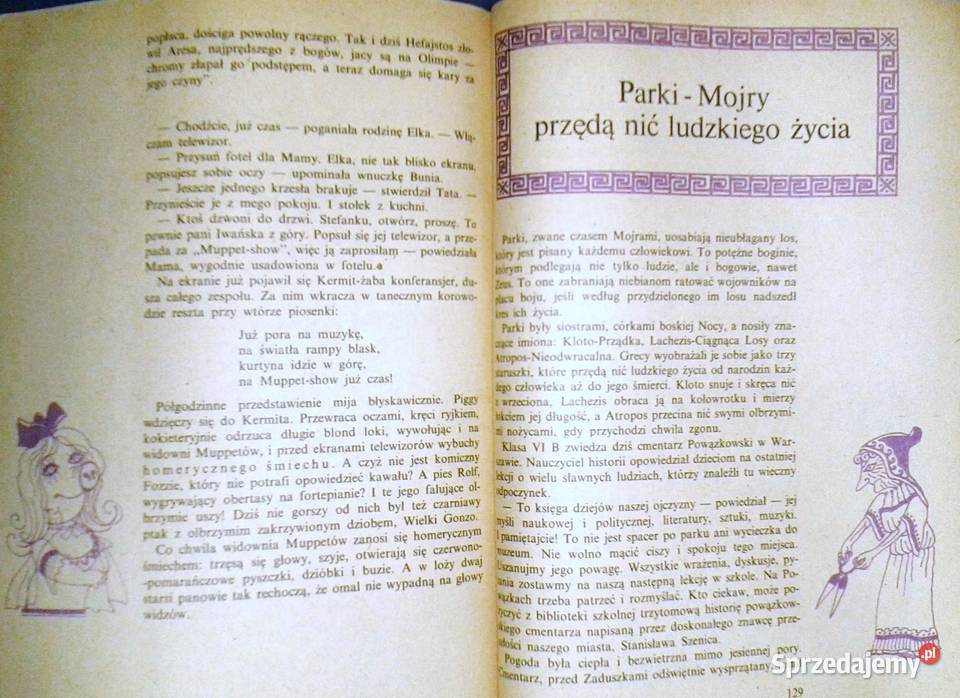 popłaca, dościga powolny rączego. Tak i dziś Hefajstos zło-
wił Aresa, najprędszego z bogów, jacy są na Olimpie —
chromy złapał go podstępem, a teraz domaga się kary za
jego czyny”.
— Chodźcie, już czas — poganiała rodzinę Elka. — Włą-
czam telewizor.
— Przysuń fotel dla Mamy. Elka, nie tak blisko ekranu,
popsujesz sobie oczy — upominała wnuczkę Bunia.
— Jeszcze jednego krzesła brakuje — stwierdził Tata. —
Przynieście je z mego pokoju. I stołek z kuchni.
— Ktoś dzwoni do drzwi. Stefanku, otwórz, proszę. To
pewnie pani Iwańska z góry. Popsuł się jej telewizor, a prze-
pada za „Muppet-show”, więc ją zaprosiłam — powiedziała
Mama, wygodnie usadowiona w fotelu.
Na ekranie już pojawił się Kermit-żaba konferansjer, du-
sza całego zespołu. Za nim wkracza w tanecznym korowo-
dzie reszta przy wtórze piosenki:
Już pora na muzykę,
na światła rampy blask,
kurtyna idzie w górę,
na Muppet-show już czas!
Półgodzinne przedstawienie mija błyskawicznie. Piggy
wdzięczy się do Kermita. Przewraca oczami, kręci ryjkiem,
kokieteryjnie odrzuca długie blond loki, wywołując i na
widowni Muppetów, i przed ekranami telewizorów wybuchy
homerycznego śmiechu. A czyż nie jest komiczny
Fozzie, który nie potrafi opowiedzieć kawału? A pies Rolf,
wygrywający obertasy na fortepianie? I te jego falujące ol-
brzymie uszy! Dziś nie gorszy od nich był też czarniawy
ptak z olbrzymim zakrzywionym dziobem, Wielki Gonzo.
Co chwila widownia Muppetów zanosi się homerycznym
śmiechem: trzęsą się głowy, szyje, otwierają się czerwono-
-pomarańczowe pyszczki, dzióbki i buzie. A w loży dwaj
starsi panowie tak rechoczą, że omal nie wypadną na głowy
widzów.
Parki - Mojry
przędą nić ludzkiego życia
Parki, zwane czasem Mojrami, uosabiają nieubłagany los,
który jest pisany każdemu człowiekowi. To potężne boginie,
którym podlegają nie tylko ludzie, ale i bogowie, nawet
Zeus. To one zabraniają niebianom ratować wojowników na
placu boju, jeśli według przydzielonego im losu nadszedł
kres ich życia.
Parki były siostrami, córkami boskiej Nocy, a nosiły zna-
czące imiona: Kloto-Prządka, Lachezis-Ciągnąca Losy oraz
Atropos-Nieodwracalna. Grecy wyobrażali je sobie jako trzy
staruszki, które przędą nić ludzkiego życia od narodzin każ-
dego człowieka aż do jego śmierci. Kloto snuje i skręca nić
z wrzeciona, Lachezis obraca ją na kołowrotku i mierzy
łokciem jej długość, a Atropos przecina nić swymi olbrzymi-
mi nożycami, gdy przychodzi chwila zgonu.
Klasa VI B zwiedza dziś cmentarz Powązkowski w War-
szawie. Nauczyciel historii opowiedział dzieciom na ostatniej
lekcji o wielu sławnych ludziach, którzy znaleźli tu wieczny
odpoczynek.
— To księga dziejów naszej ojczyzny — powiedział — jej
myśli naukowej i politycznej, literatury, sztuki, muzyki.
I pamiętajcie! To nie jest spacer po parku ani wycieczka do
muzeum. Nie wolno mącić ciszy i spokoju tego miejsca.
Uszanujmy jego powagę. Wszystkie wrażenia, dyskusje, py-
tania zostawmy na naszą następną lekcję w szkole. Na Po-
wązkach trzeba patrzeć i rozmyślać. Kto ciekaw, może po-
życzyć z biblioteki szkolnej trzytomową historię powązkow-
skiego cmentarza napisaną przez doskonałego znawcę prze-
szłości naszego miasta, Stanisława Szenica.
Pogoda była ciepła i bezwietrzna mimo jesiennej pory.
Cmentarz, przed Zaduszkami odświętnie wysprzątany,
129
Sprzedajemy.pl